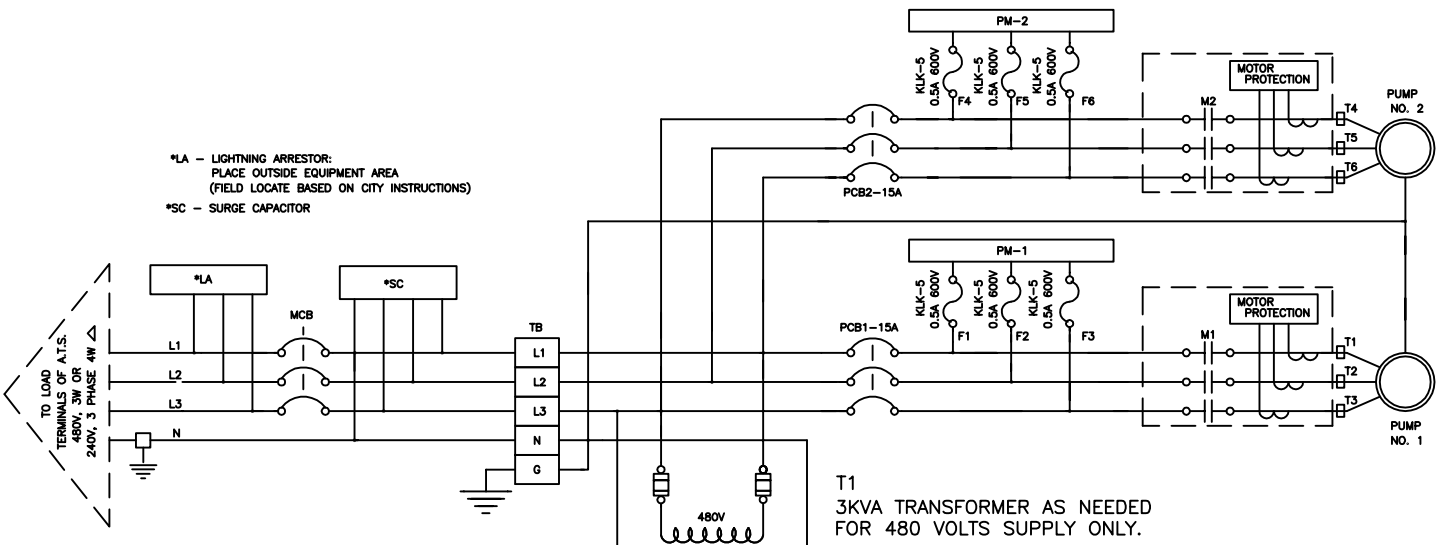 PM-2
KLK-5
0.5A 600V
F4
KLK-5
0.5A 600V
F5
KLK-5
0.5A 600V
F6
MOTOR
PROTECTION
M2
T4
T5
T6
PUMP
NO. 2
PCB2-15A
*LA - LIGHTNING ARRESTOR:
PLACE OUTSIDE EQUIPMENT AREA
(FIELD LOCATE BASED ON CITY INSTRUCTIONS)
*SC - SURGE CAPACITOR
PM-1
KLK-5
0.5A 600V
F1
KLK-5
0.5A 600V
F2
KLK-5
0.5A 600V
F3
MOTOR
PROTECTION
M1
T1
T2
T3
PUMP
NO. 1
PCB1-15A
*LA
MCB
*SC
TB
L1
L2
L3
N
L1
L2
L3
N
G
TO LOAD
TERMINALS OF A.T.S.
480V, 3W OR
240V, 3 PHASE 4W Δ
480V
T1
3KVA TRANSFORMER AS NEEDED
FOR 480 VOLTS SUPPLY ONLY.